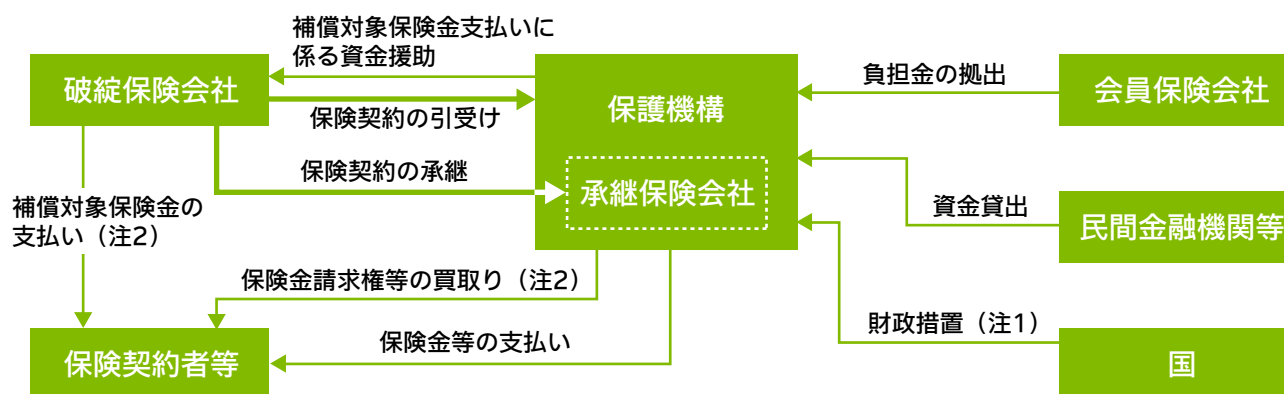 補償対象保険金支払いに
係る資金援助
破綻保険会社
保険契約の引受け
保護機構
負担金の拠出
会員保険会社
保険契約の承継
承継保険会社
補償対象保険金の
支払い（注2）
資金貸出
民間金融機関等
保険金請求権等の買取り（注2）
財政措置（注1）
保険金等の支払い
保険契約者等
国